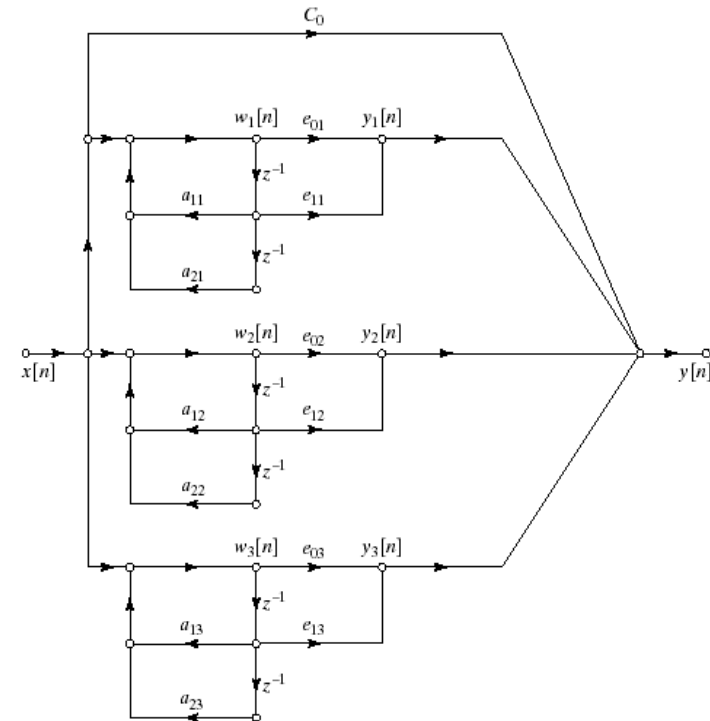 C₀
w₁[n] e₀₁ y₁[n]
z⁻¹
a₁₁ e₁₁
z⁻¹
a₂₁
w₂[n] e₀₂ y₂[n]
x[n] y[n]
z⁻¹
a₁₂ e₁₂
z⁻¹
a₂₂
w₃[n] e₀₃ y₃[n]
z⁻¹
a₁₃ e₁₃
z⁻¹
a₂₃